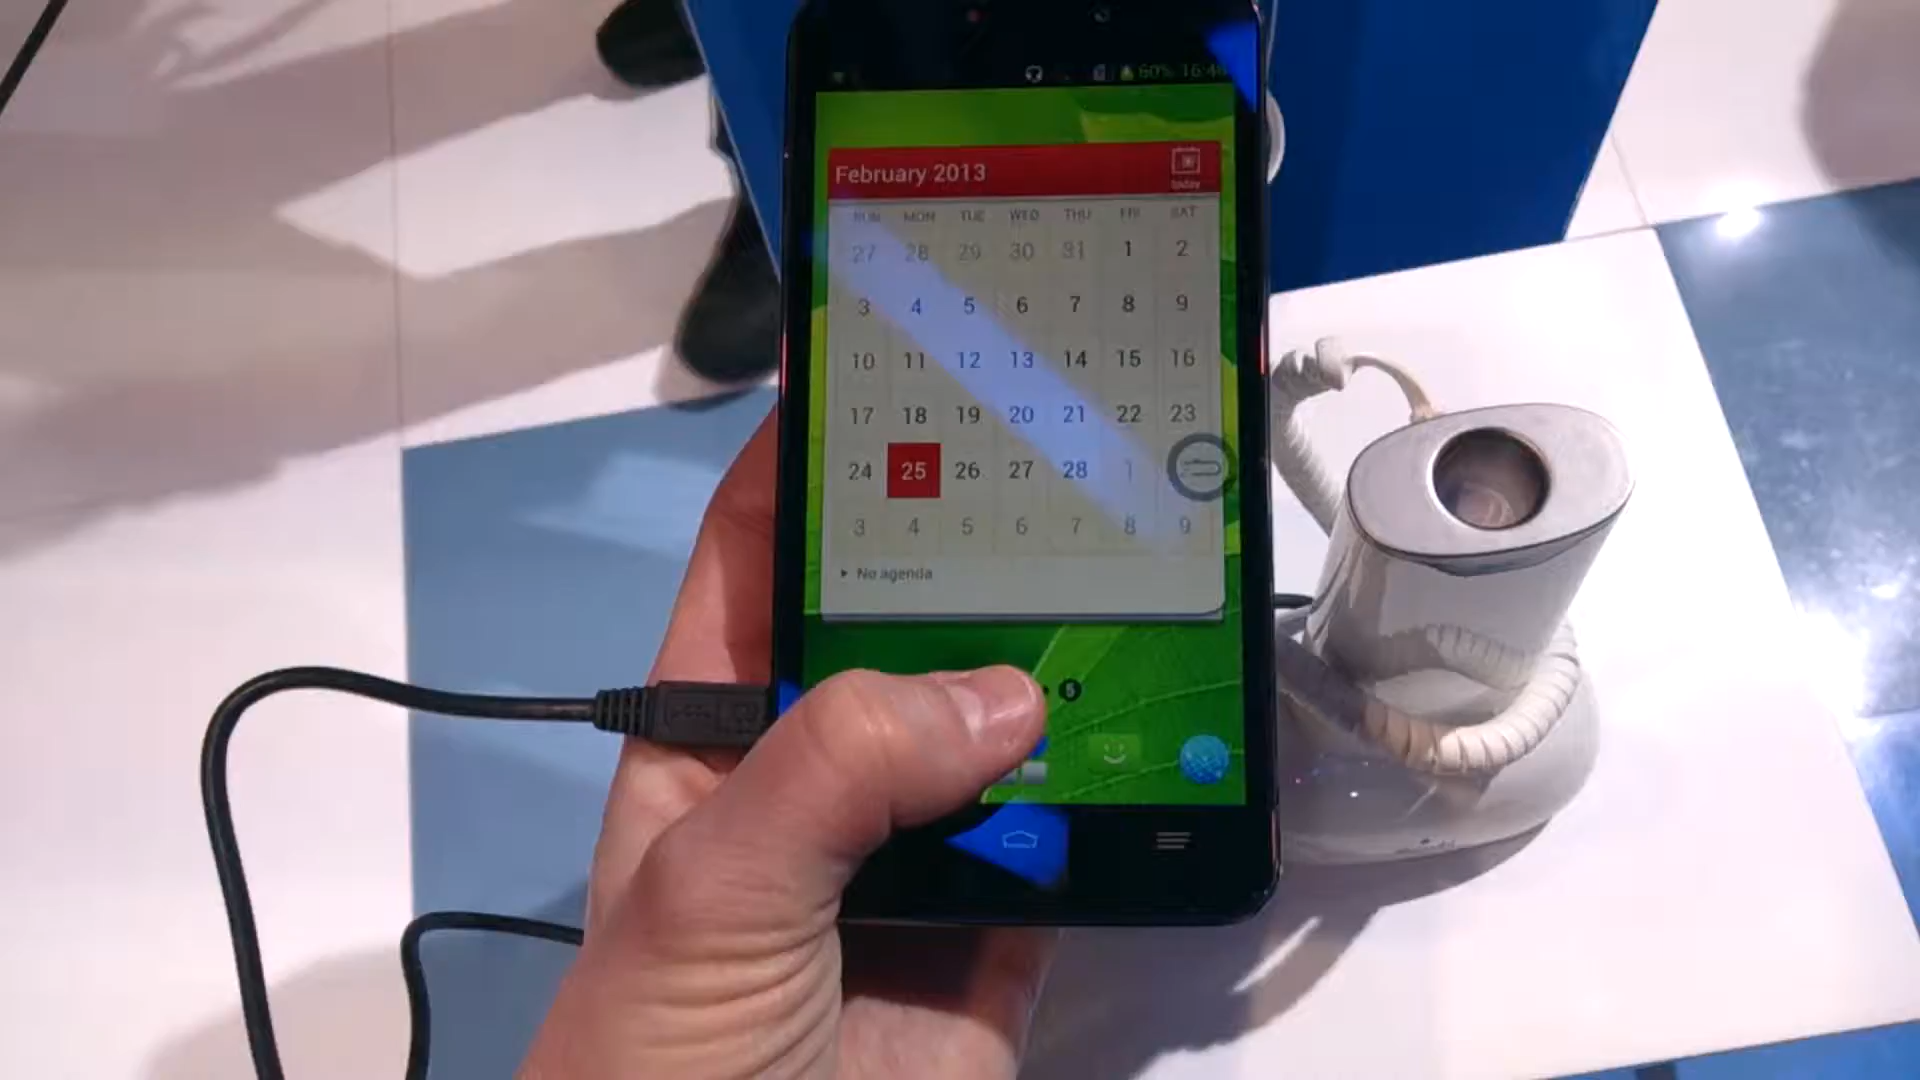 60% 16:46
February 2013
today
SUN MON TUE WED THU FRI SAT
27 28 29 30 31 1 2
3 4 5 6 7 8 9
10 11 12 13 14 15 16
17 18 19 20 21 22 23
24 25 26 27 28 1
3 4 5 6 7 8 9
No agenda
5